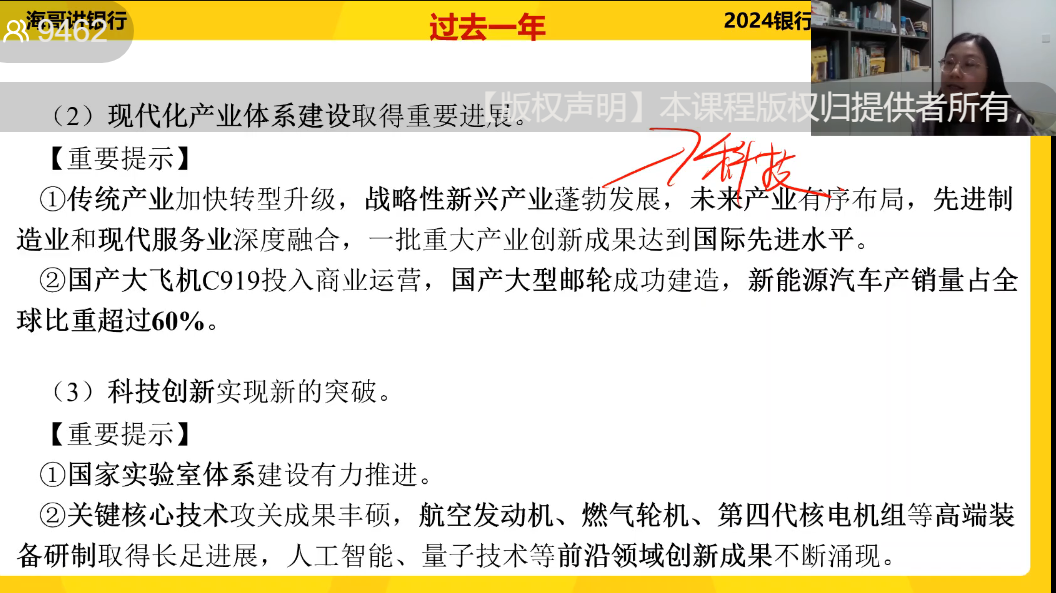 海哥讲银行
过去一年
2024银行
9462
【版权声明】本课程版权归提供者所有，
（2）现代化产业体系建设取得重要进展。
【重要提示】
科技
①传统产业加快转型升级，战略性新兴产业蓬勃发展，未来产业有序布局，先进制
造业和现代服务业深度融合，一批重大产业创新成果达到国际先进水平。
②国产大飞机C919投入商业运营，国产大型邮轮成功建造，新能源汽车产销量占全
球比重超过60%。
（3）科技创新实现新的突破。
【重要提示】
①国家实验室体系建设有力推进。
②关键核心技术攻关成果丰硕，航空发动机、燃气轮机、第四代核电机组等高端装
备研制取得长足进展，人工智能、量子技术等前沿领域创新成果不断涌现。